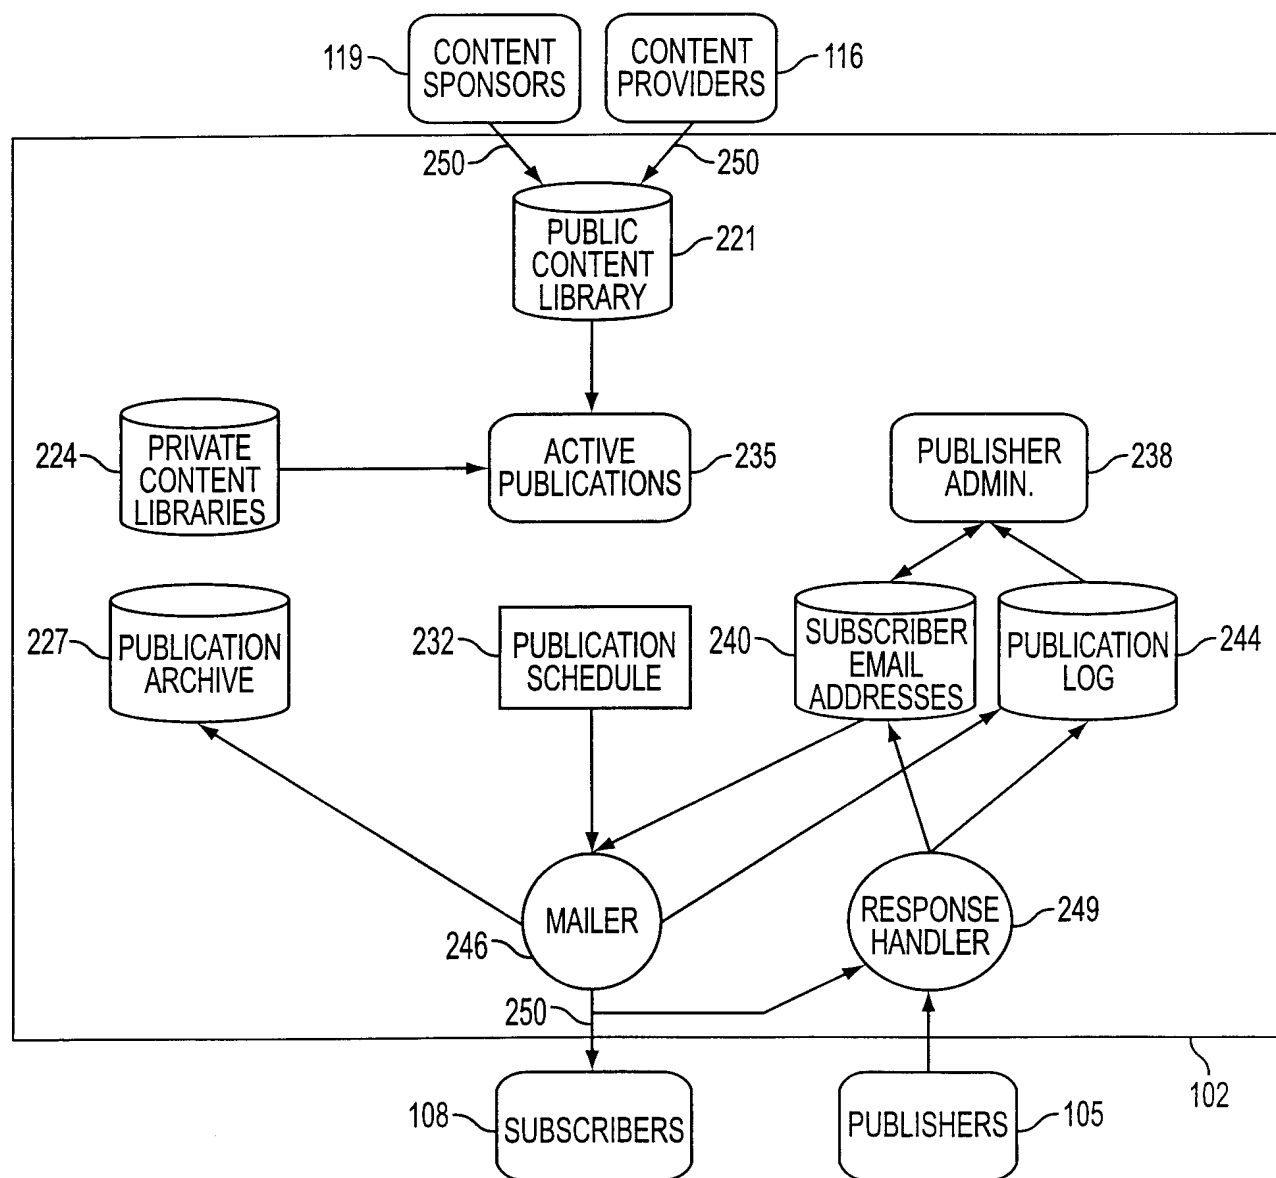 119
CONTENT
SPONSORS
CONTENT
PROVIDERS
116
250
250
PUBLIC
CONTENT
LIBRARY
221
224
PRIVATE
CONTENT
LIBRARIES
ACTIVE
PUBLICATIONS
235
PUBLISHER
ADMIN.
238
227
PUBLICATION
ARCHIVE
232
PUBLICATION
SCHEDULE
240
SUBSCRIBER
EMAIL
ADDRESSES
PUBLICATION
LOG
244
MAILER
246
RESPONSE
HANDLER
249
250
102
108
SUBSCRIBERS
PUBLISHERS
105